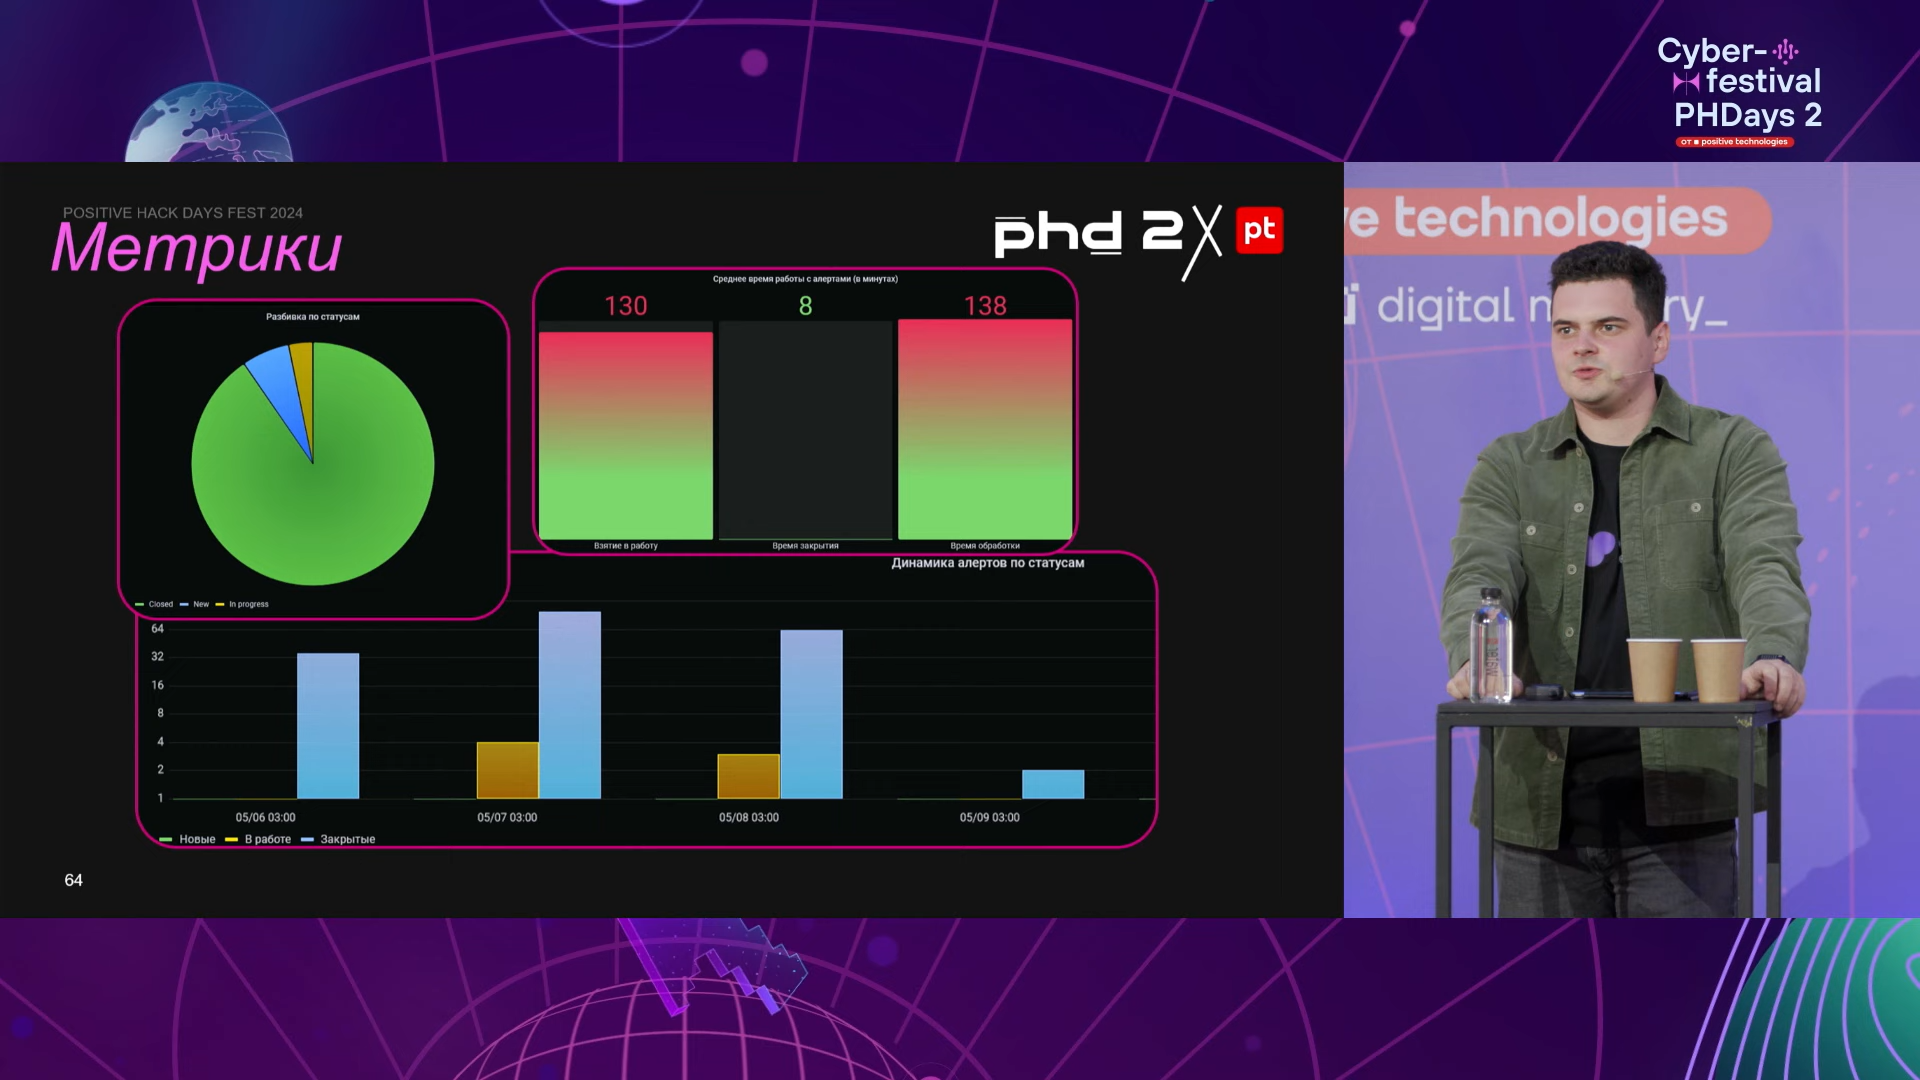 Cyber-
festival
PHDays 2
от positive technologies
POSITIVE HACK DAYS FEST 2024
Метрики
phd 2
pt
Разбивка по статусам
Closed New In progress
Среднее время работы с алертами (в минутах)
130 8 138
Взятие в работу Время закрытия Время обработки
Динамика алертов по статусам
64
32
16
8
4
2
1
05/06 03:00 05/07 03:00 05/08 03:00 05/09 03:00
Новые В работе Закрытые
64
e technologies
digital